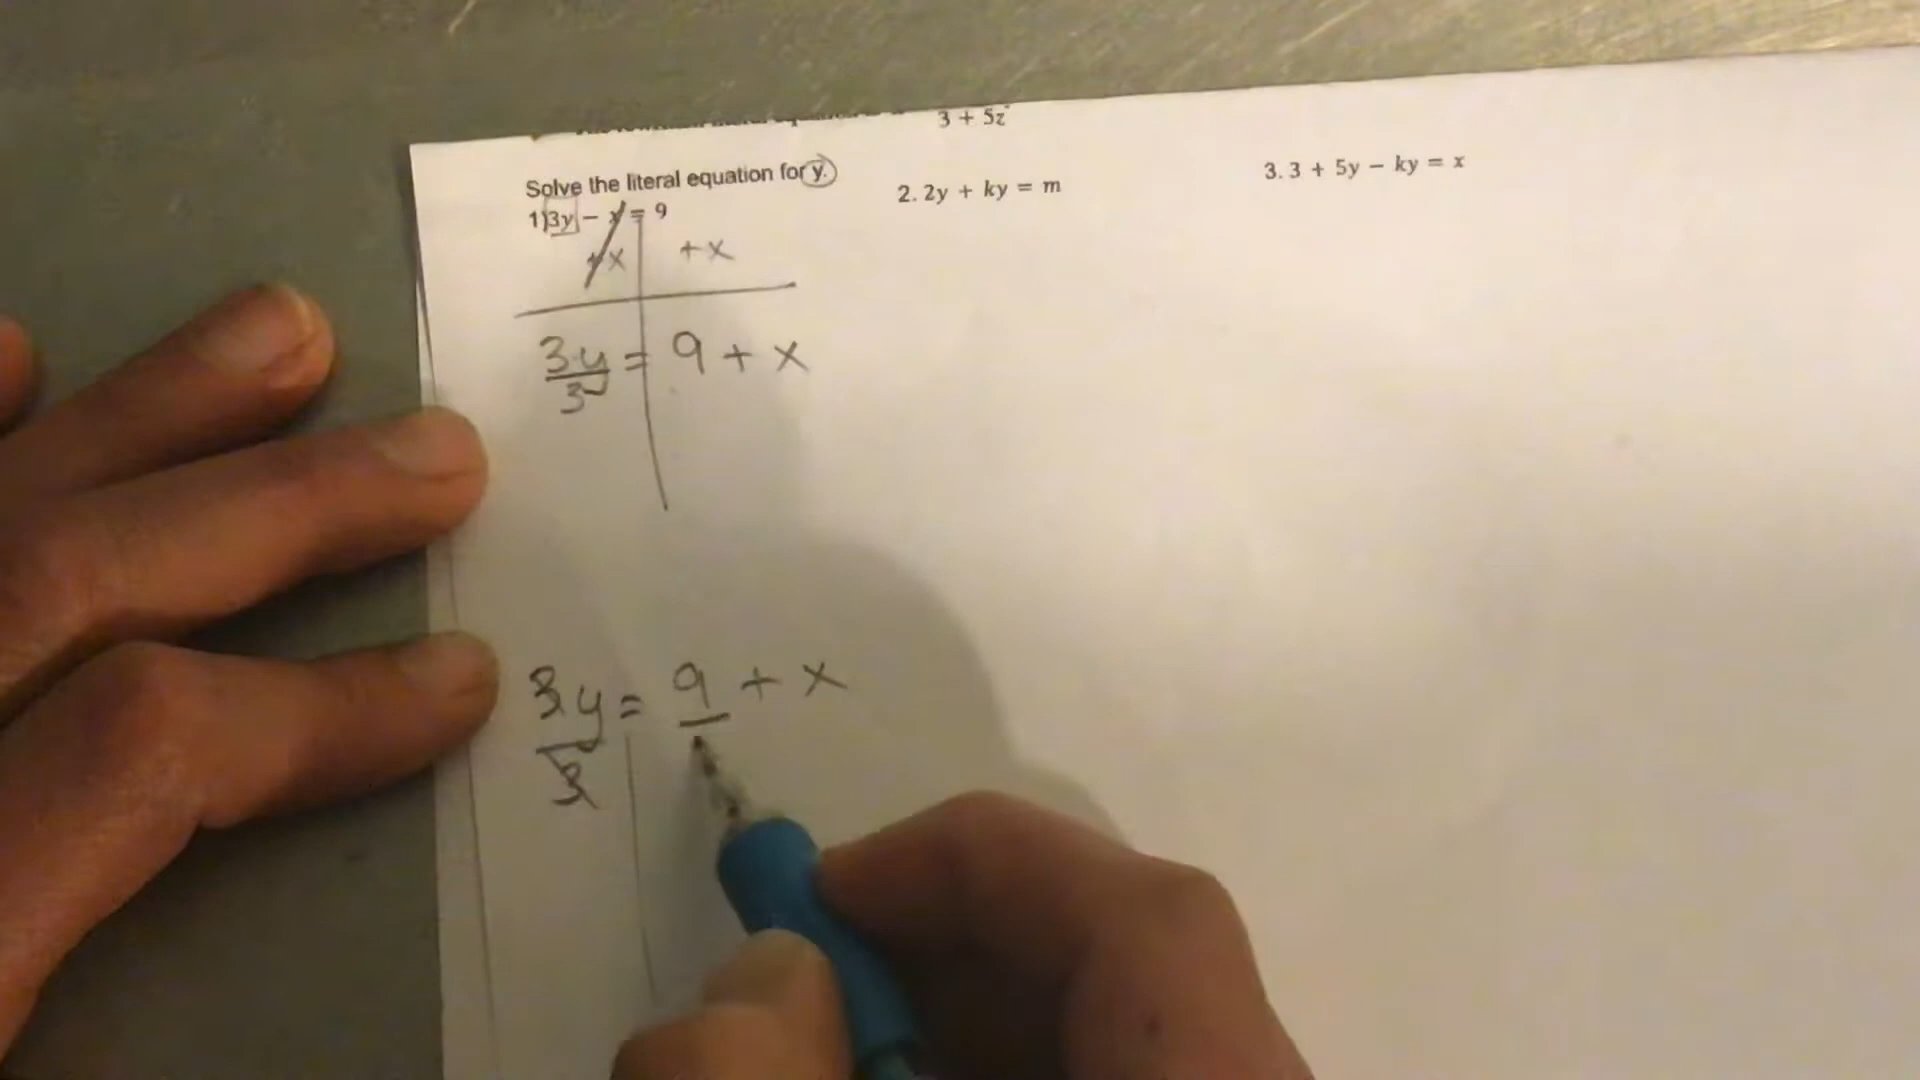 3 + 5z
Solve the literal equation for y.
1) 3y - x = 9
+x +x
3y = 9 + x
3
3y = 9 + x
3
2. 2y + ky = m
3. 3 + 5y - ky = x